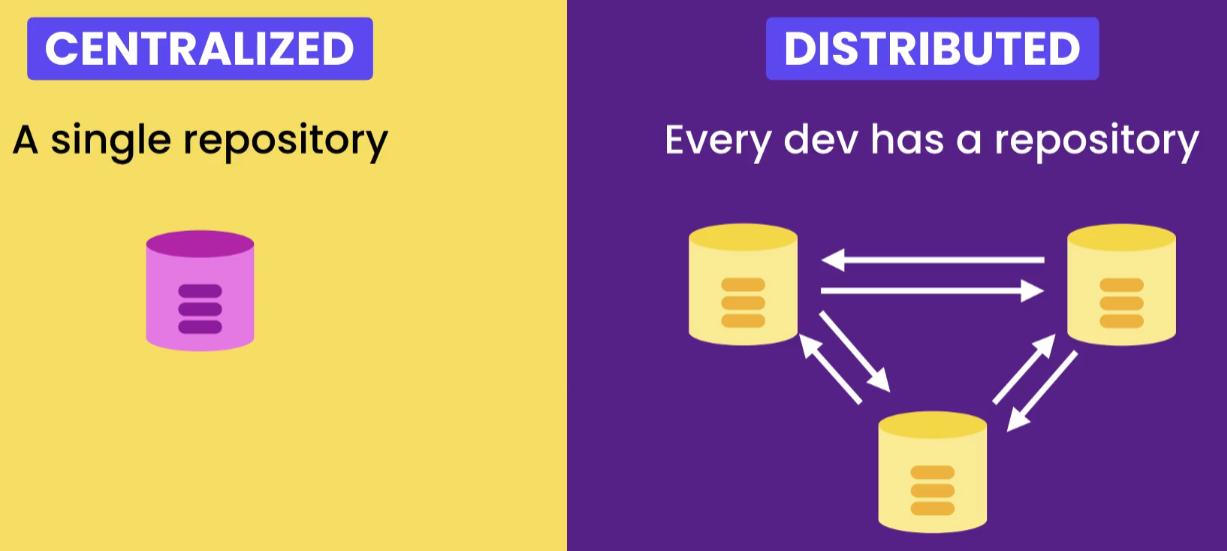 CENTRALIZED
A single repository
DISTRIBUTED
Every dev has a repository